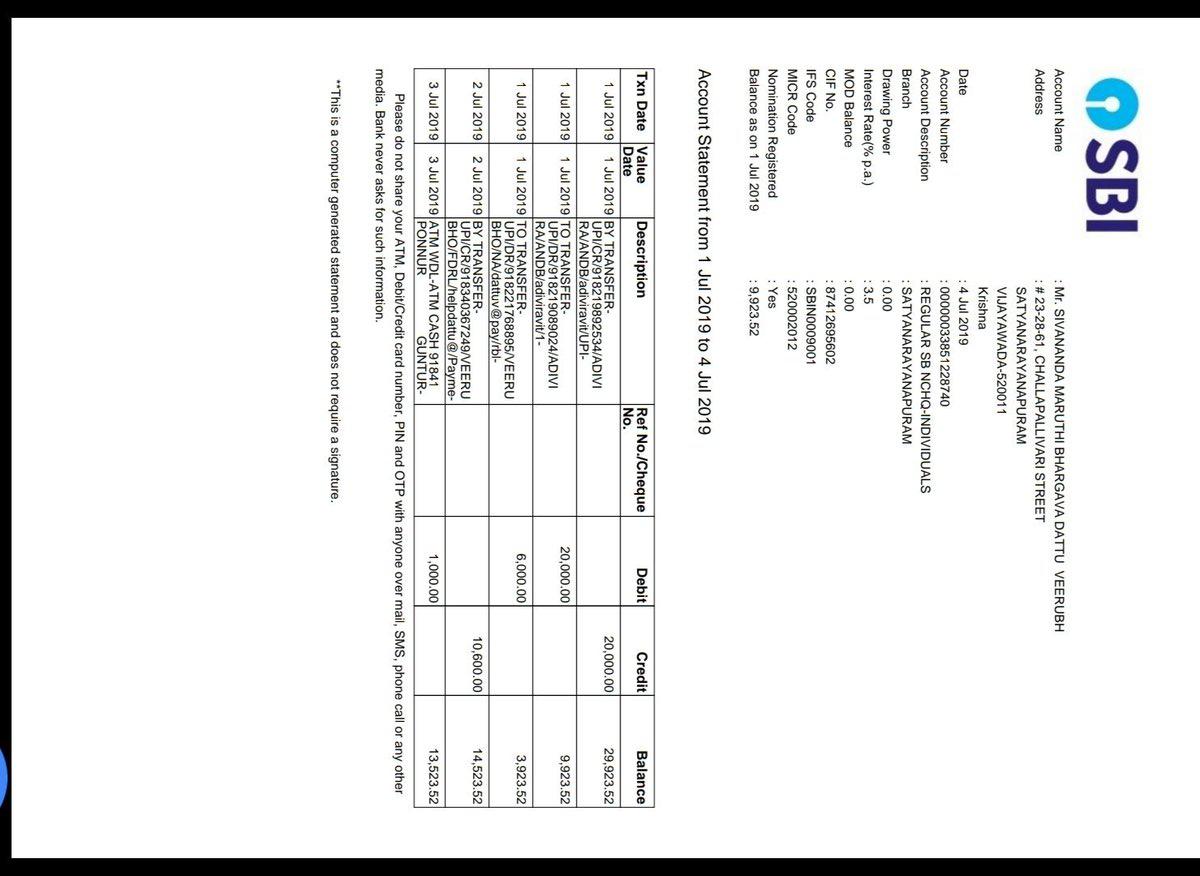 SBI
Account Name : Mr. SIVANANDA MARUTHI BHARGAVA DATTU VEERUBH
Address : # 23-28-61, CHALLAPALLIVARI STREET
SATYANARAYANAPURAM
VIJAYAWADA-520011
Krishna
Date : 4 Jul 2019
Account Number : 00000033851228740
Account Description : REGULAR SB NCHQ-INDIVIDUALS
Branch : SATYANARAYANAPURAM
Drawing Power : 0.00
Interest Rate(% p.a.) : 3.5
MOD Balance : 0.00
CIF No. : 87412695602
IFS Code : SBIN0009001
MICR Code : 520002012
Nomination Registered : Yes
Balance as on 1 Jul 2019 : 9,923.52
Account Statement from 1 Jul 2019 to 4 Jul 2019
Txn Date Value Description Ref No./Cheque Debit Credit Balance
Date No.
1 Jul 2019 1 Jul 2019 BY TRANSFER- 20,000.00 29,923.52
UPI/CR/918219892534/ADIVI
RA/ANDB/adiviravit/UPI-
1 Jul 2019 1 Jul 2019 TO TRANSFER- 20,000.00 9,923.52
UPI/DR/918219089024/ADIVI
RA/ANDB/adiviravit/1-
1 Jul 2019 1 Jul 2019 TO TRANSFER- 6,000.00 3,923.52
UPI/DR/918221768895/VEERU
BHO/NA/dattuv@pay/rbl-
2 Jul 2019 2 Jul 2019 BY TRANSFER- 10,600.00 14,523.52
UPI/CR/918340367249/VEERU
BHO/FDRL/helpdattu@/Payme-
3 Jul 2019 3 Jul 2019 ATM WDL-ATM CASH 91841 1,000.00 13,523.52
PONNUR GUNTUR-
Please do not share your ATM, Debit/Credit card number, PIN and OTP with anyone over mail, SMS, phone call or any other
media. Bank never asks for such information.
**This is a computer generated statement and does not require a signature.